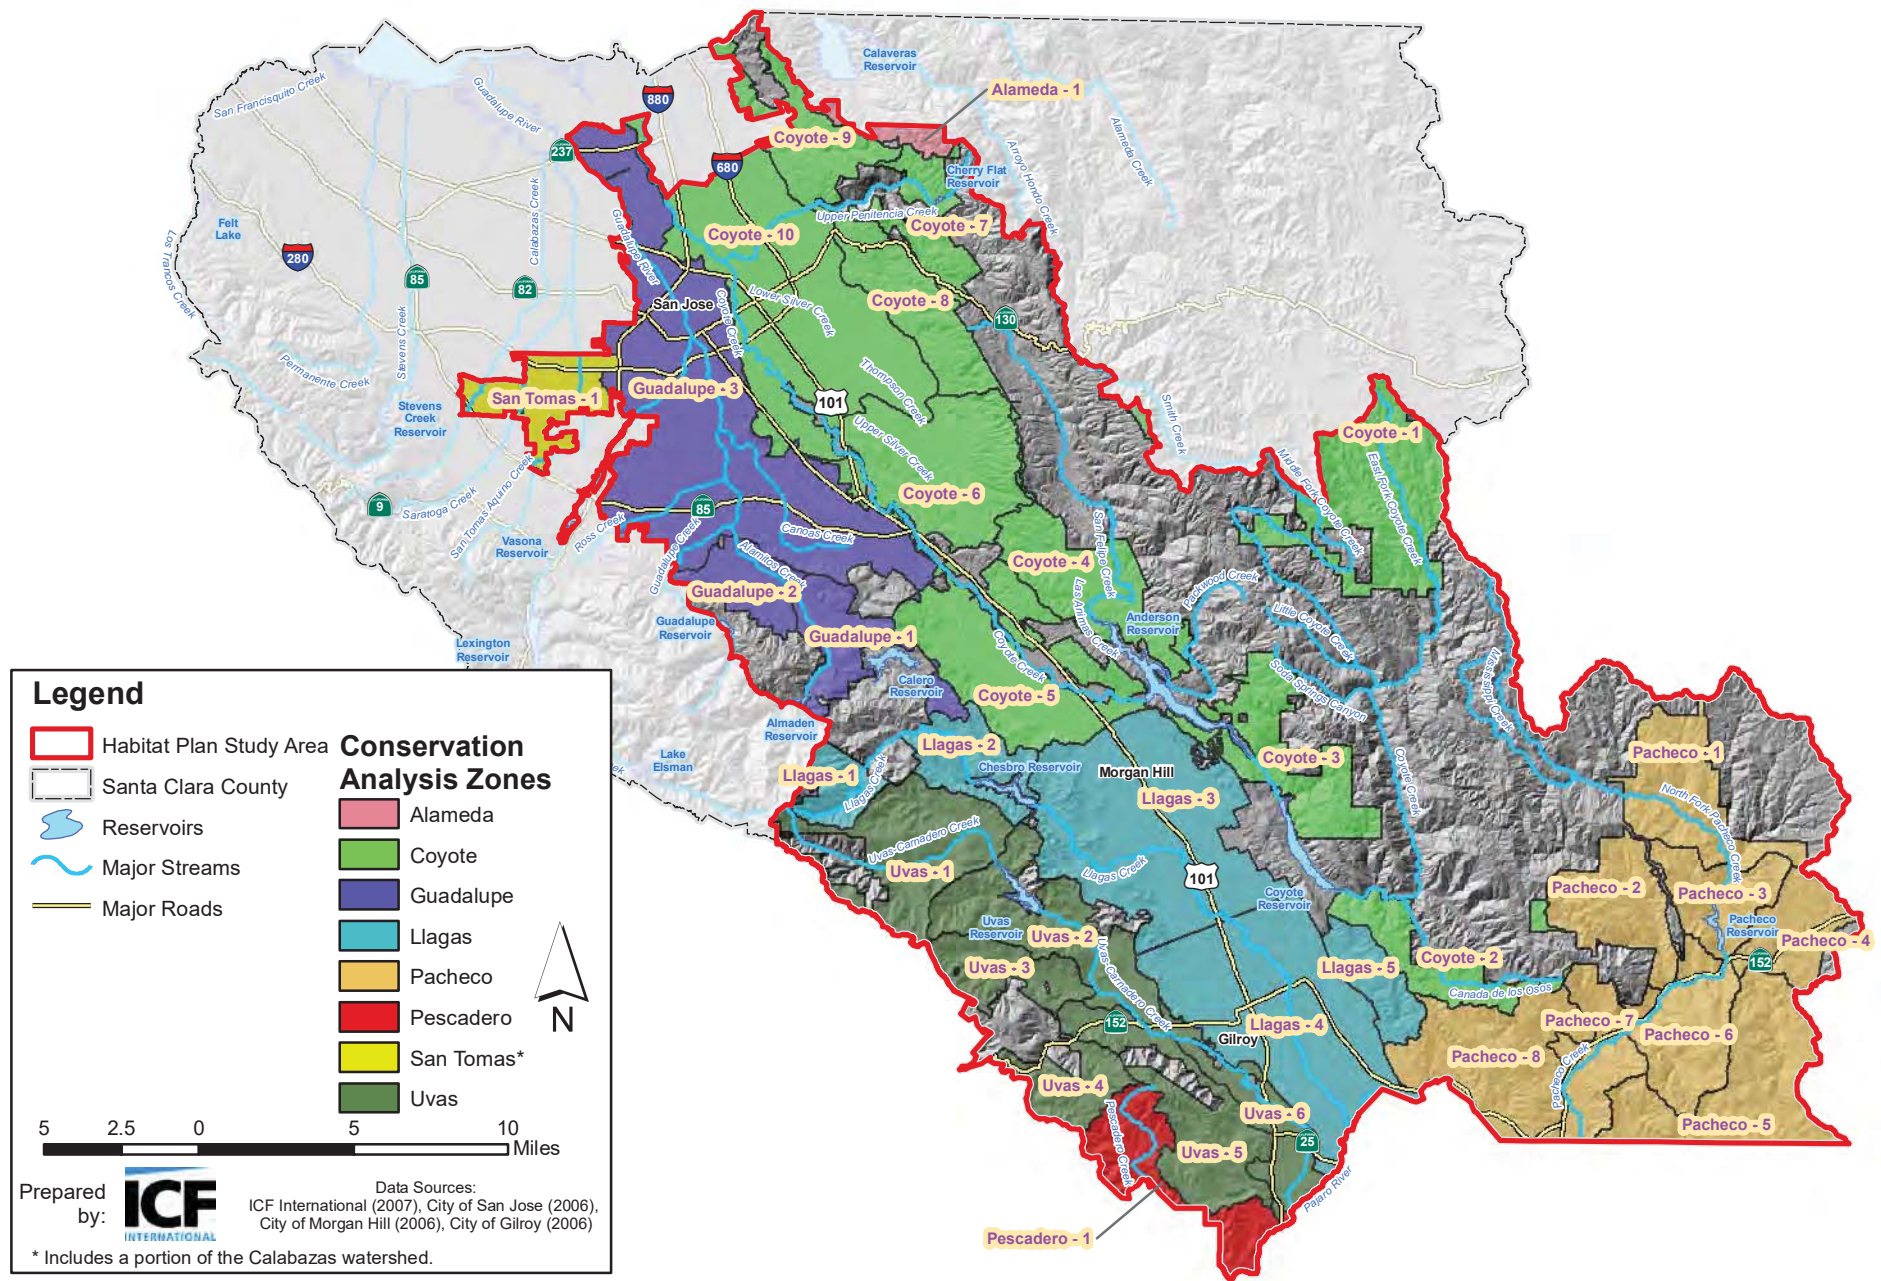 Calaveras
Reservoir
Alameda - 1
San Francisquito Creek
Guadalupe River
880
237
680
Coyote - 9
Alameda Creek
Arroyo Hondo Creek
Cherry Flat
Reservoir
Calabazas Creek
Upper Penitencia Creek
Coyote - 7
Felt
Lake
Los Trancos Creek
280
85
82
Guadalupe River
Coyote - 10
San Jose
Coyote Creek
Lower Silver Creek
Coyote - 8
130
Stevens Creek
Permanente Creek
San Tomas - 1
Guadalupe - 3
Thompson Creek
101
Smith Creek
Stevens
Creek
Reservoir
Upper Silver Creek
Coyote - 1
Middle Fork Coyote Creek
East Fork Coyote Creek
9
Saratoga Creek
San Tomas Aquino Creek
Vasona
Reservoir
Ross Creek
85
Guadalupe Creek
Canoas Creek
Alamitos Creek
Coyote - 6
San Felipe Creek
Coyote - 4
Las Animas Creek
Packwood Creek
Little Coyote Creek
Guadalupe - 2
Guadalupe
Reservoir
Guadalupe - 1
Anderson
Reservoir
Lexington
Reservoir
Coyote Creek
Calero
Reservoir
Coyote - 5
Soda Springs Canyon
Mississippi Creek
Almaden
Reservoir
Lake
Elsman
ek
Llagas - 2
Llagas - 1
Llagas Creek
Chesbro Reservoir
Morgan Hill
Llagas - 3
Coyote - 3
Coyote Creek
Pacheco - 1
North Fork Pacheco Creek
Uvas-Carnadero Creek
Uvas - 1
Llagas Creek
101
Coyote
Reservoir
Pacheco - 2
Pacheco - 3
Pacheco
Reservoir
Pacheco - 4
152
Uvas
Reservoir
Uvas - 2
Uvas - 3
Uvas-Carnadero Creek
Llagas - 5
Coyote - 2
Canada de los Osos
152
Llagas - 4
Gilroy
Pacheco - 7
Pacheco - 6
Pacheco - 8
Pacheco Creek
Uvas - 4
Pescadero Creek
Uvas - 6
25
Uvas - 5
Pacheco - 5
Pajaro River
Pescadero - 1
Legend
Habitat Plan Study Area
Santa Clara County
Reservoirs
Major Streams
Major Roads
Conservation
Analysis Zones
Alameda
Coyote
Guadalupe
Llagas
Pacheco
Pescadero
San Tomas*
Uvas
N
5 2.5 0 5 10
Miles
Prepared
by:
ICF
INTERNATIONAL
Data Sources:
ICF International (2007), City of San Jose (2006),
City of Morgan Hill (2006), City of Gilroy (2006)
* Includes a portion of the Calabazas watershed.